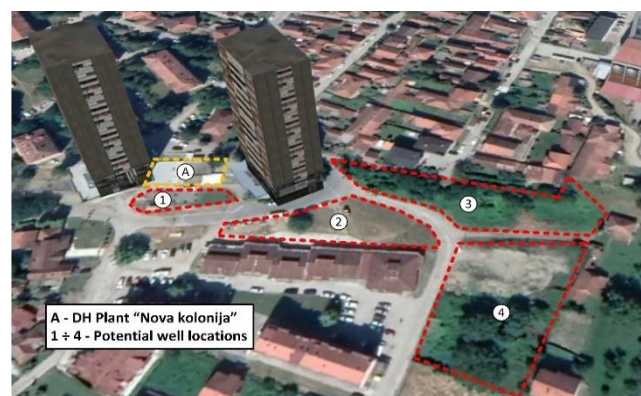 A
1
2
3
4
A - DH Plant “Nova kolonija”
1 ÷ 4 - Potential well locations